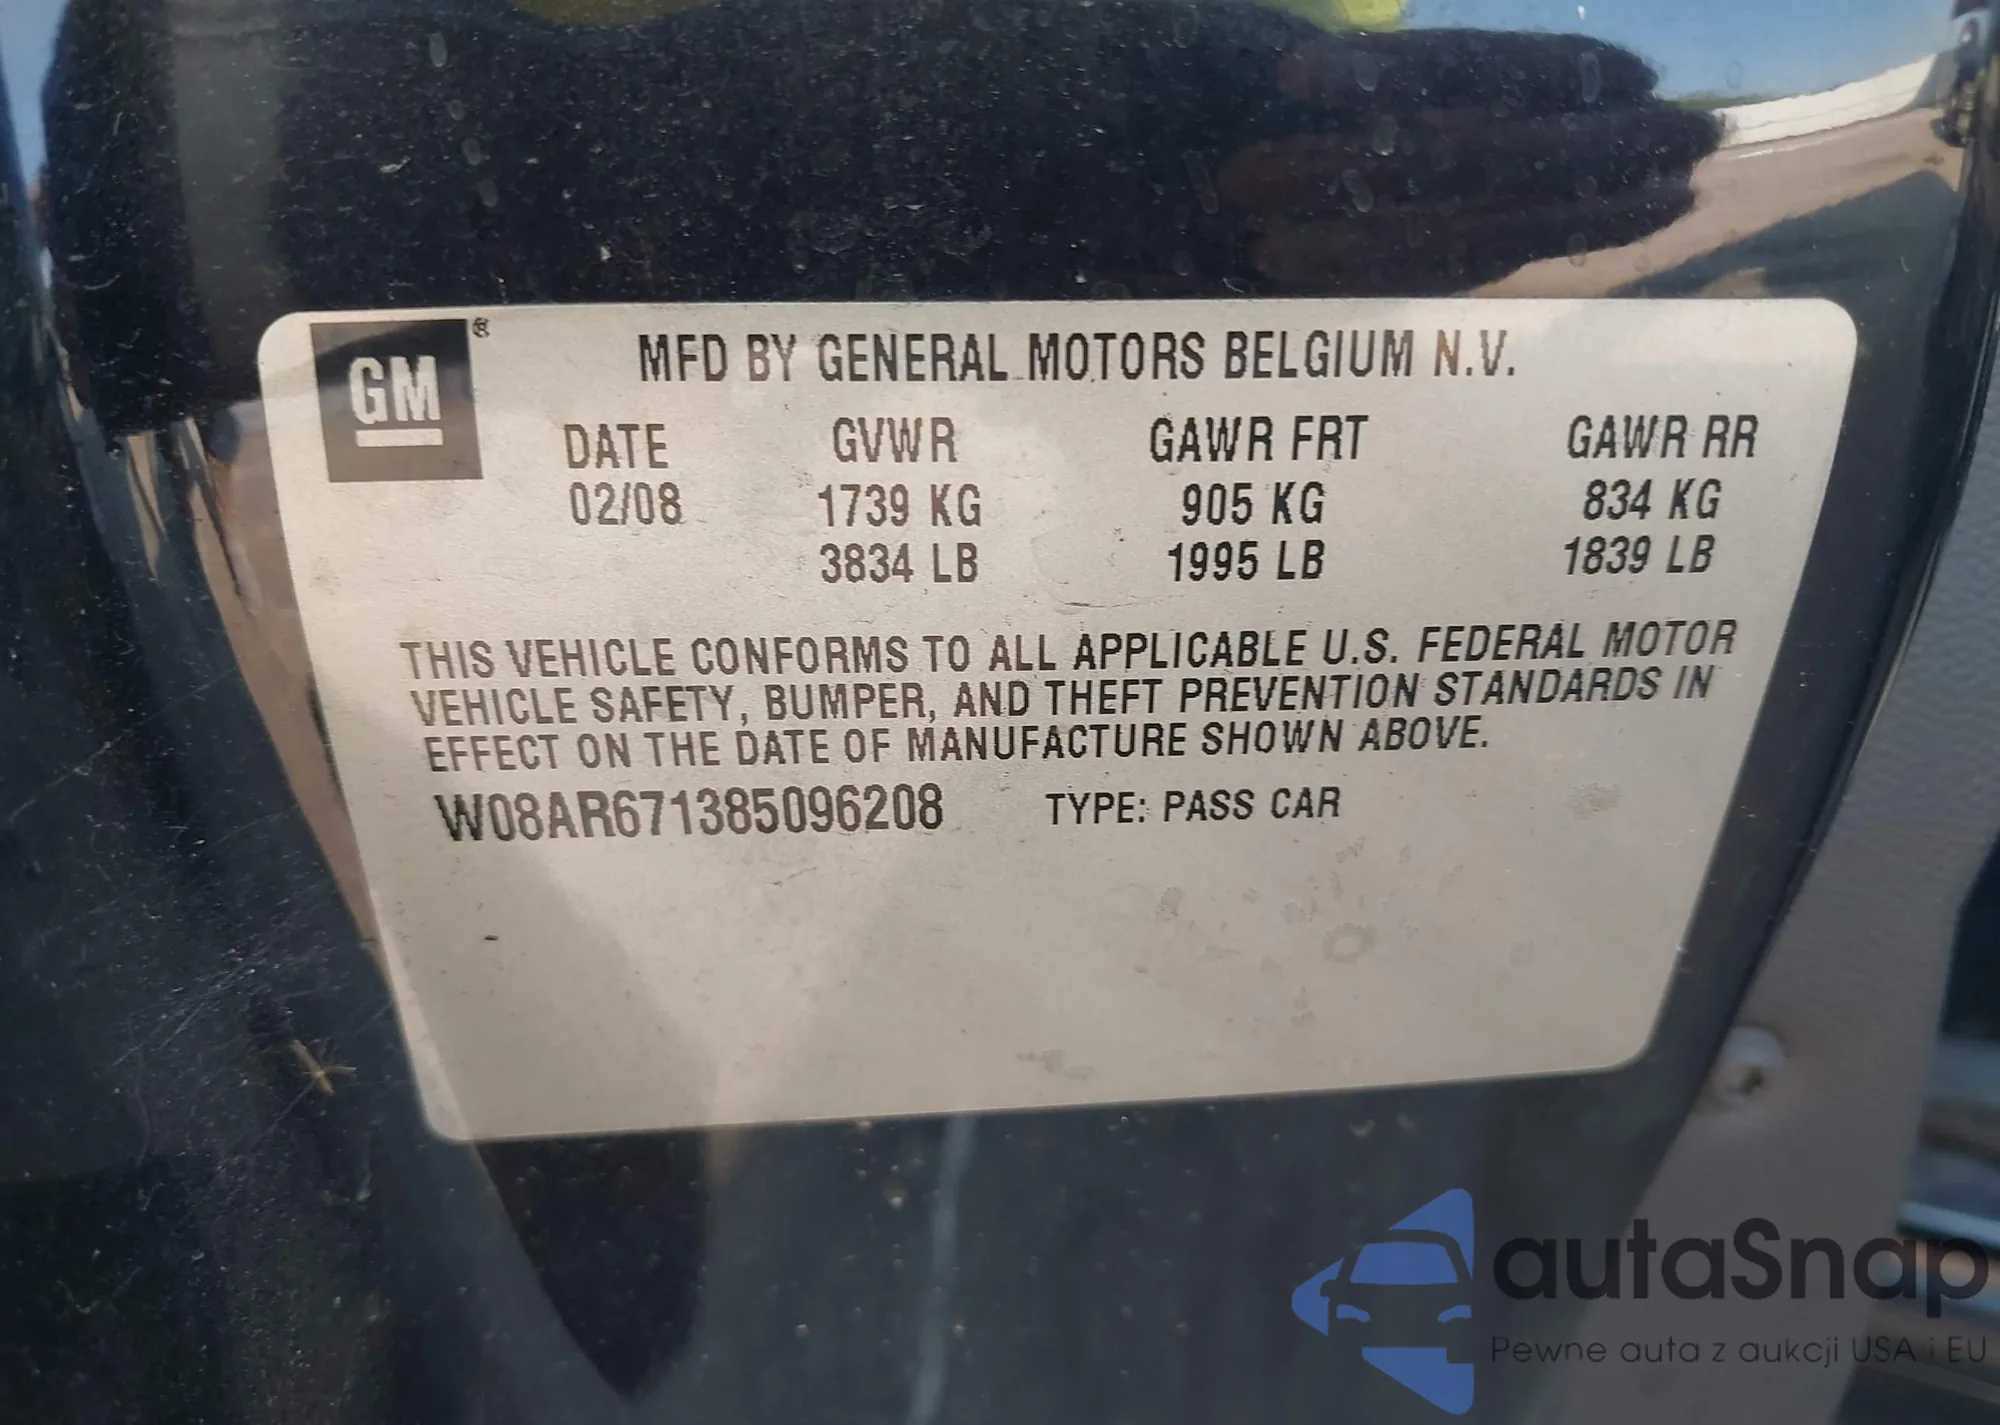 GM ®
MFD BY GENERAL MOTORS BELGIUM N.V.
DATE GVWR GAWR FRT GAWR RR
02/08 1739 KG 905 KG 834 KG
3834 LB 1995 LB 1839 LB
THIS VEHICLE CONFORMS TO ALL APPLICABLE U.S. FEDERAL MOTOR
VEHICLE SAFETY, BUMPER, AND THEFT PREVENTION STANDARDS IN
EFFECT ON THE DATE OF MANUFACTURE SHOWN ABOVE.
W08AR671385096208 TYPE: PASS CAR
autaSnap
Pewne auta z aukcji USA i EU